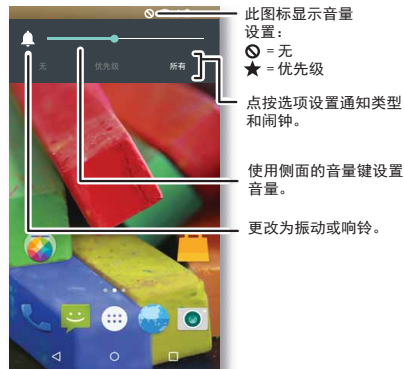 此图标显示音量
设置：
= 无
= 优先级
无 优先级 所有
点按选项设置通知类型
和闹钟。
使用侧面的音量键设置
音量。
更改为振动或响铃。